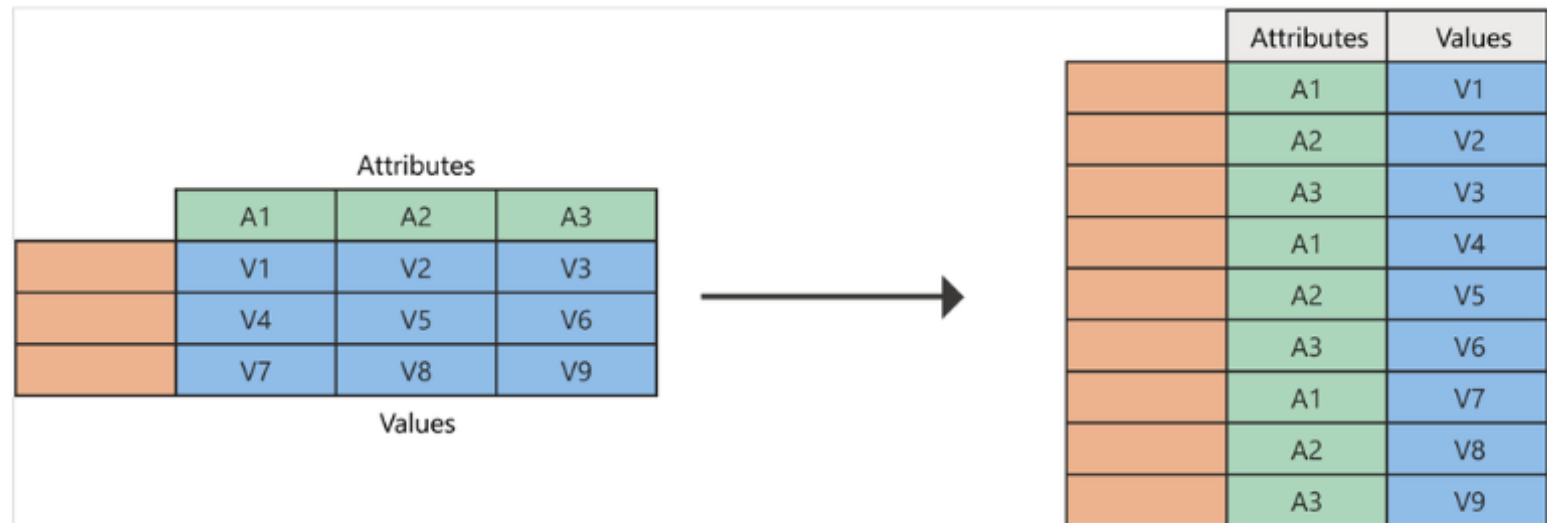 Attributes
A1 A2 A3
V1 V2 V3
V4 V5 V6
V7 V8 V9
Values
Attributes Values
A1 V1
A2 V2
A3 V3
A1 V4
A2 V5
A3 V6
A1 V7
A2 V8
A3 V9